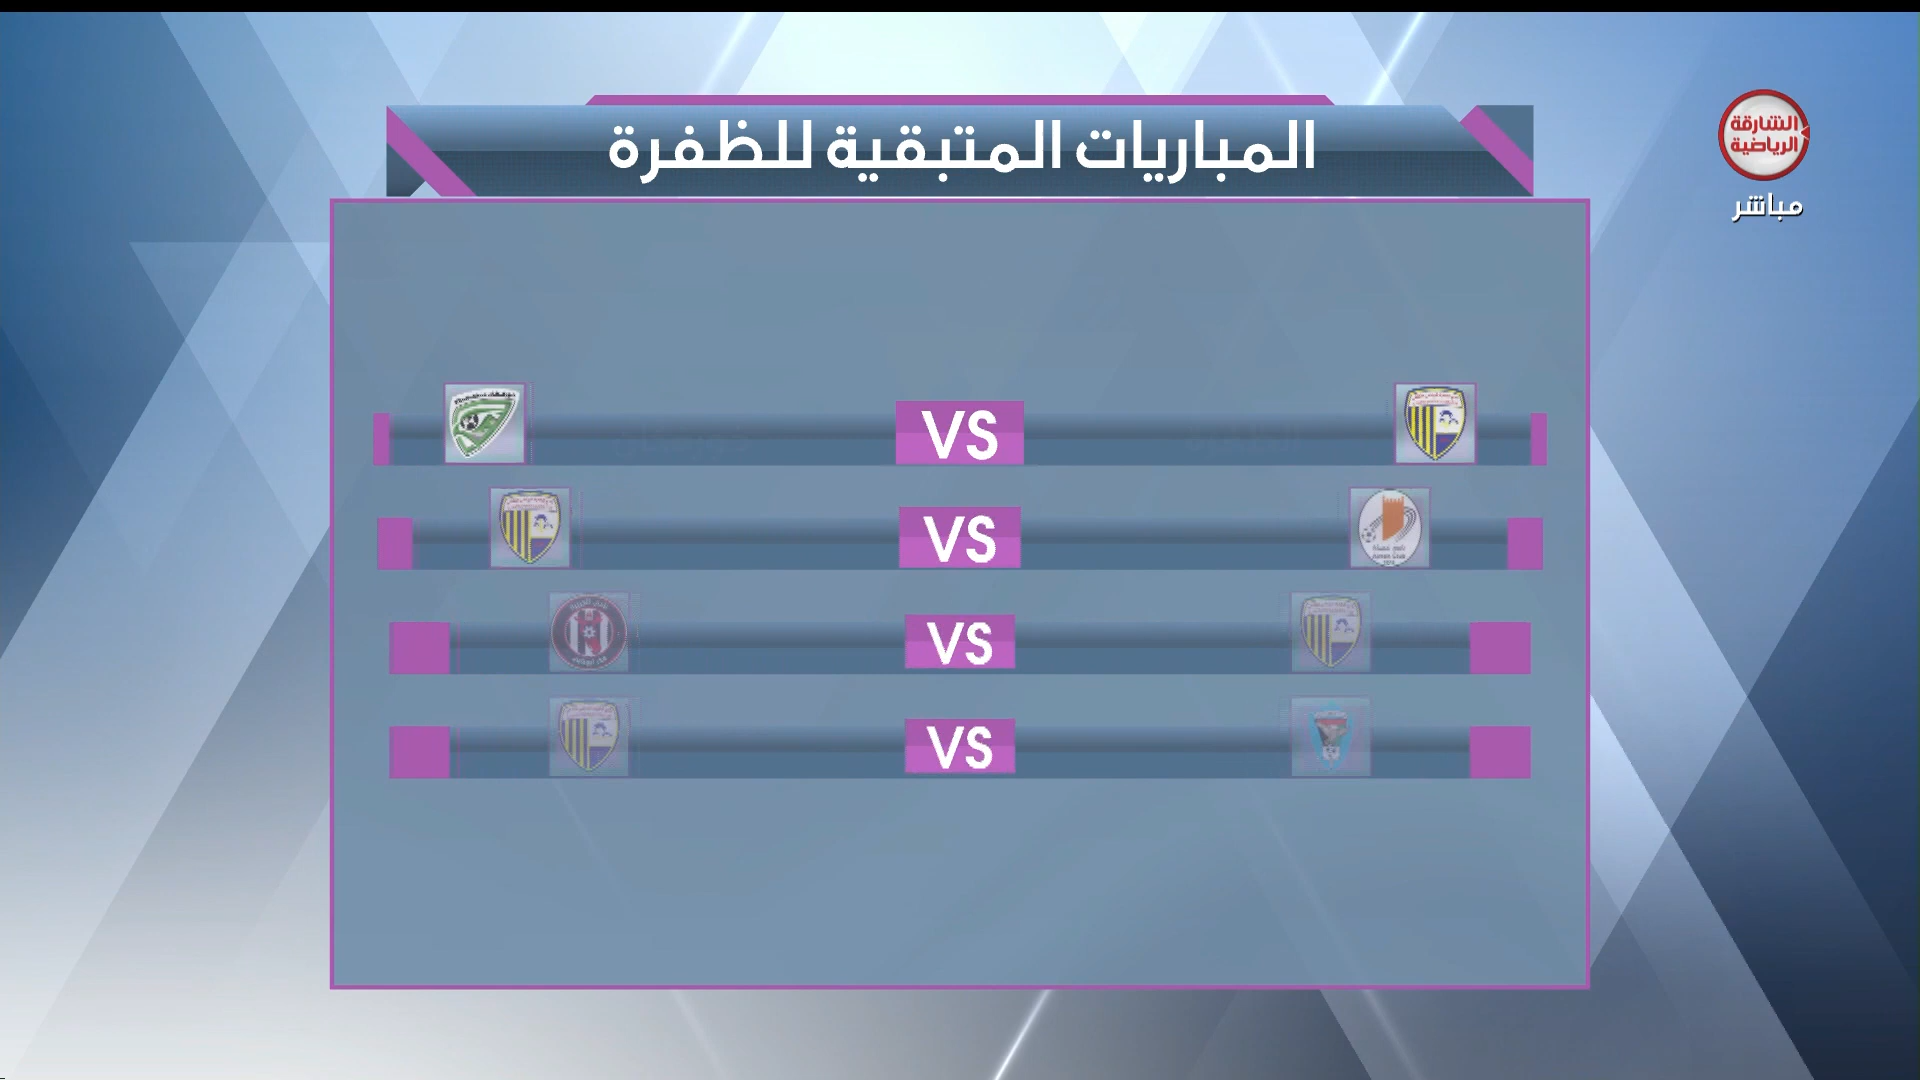 المباريات المتبقية للظفرة
الشارقة
الرياضية
مباشر
VS
VS
VS
VS